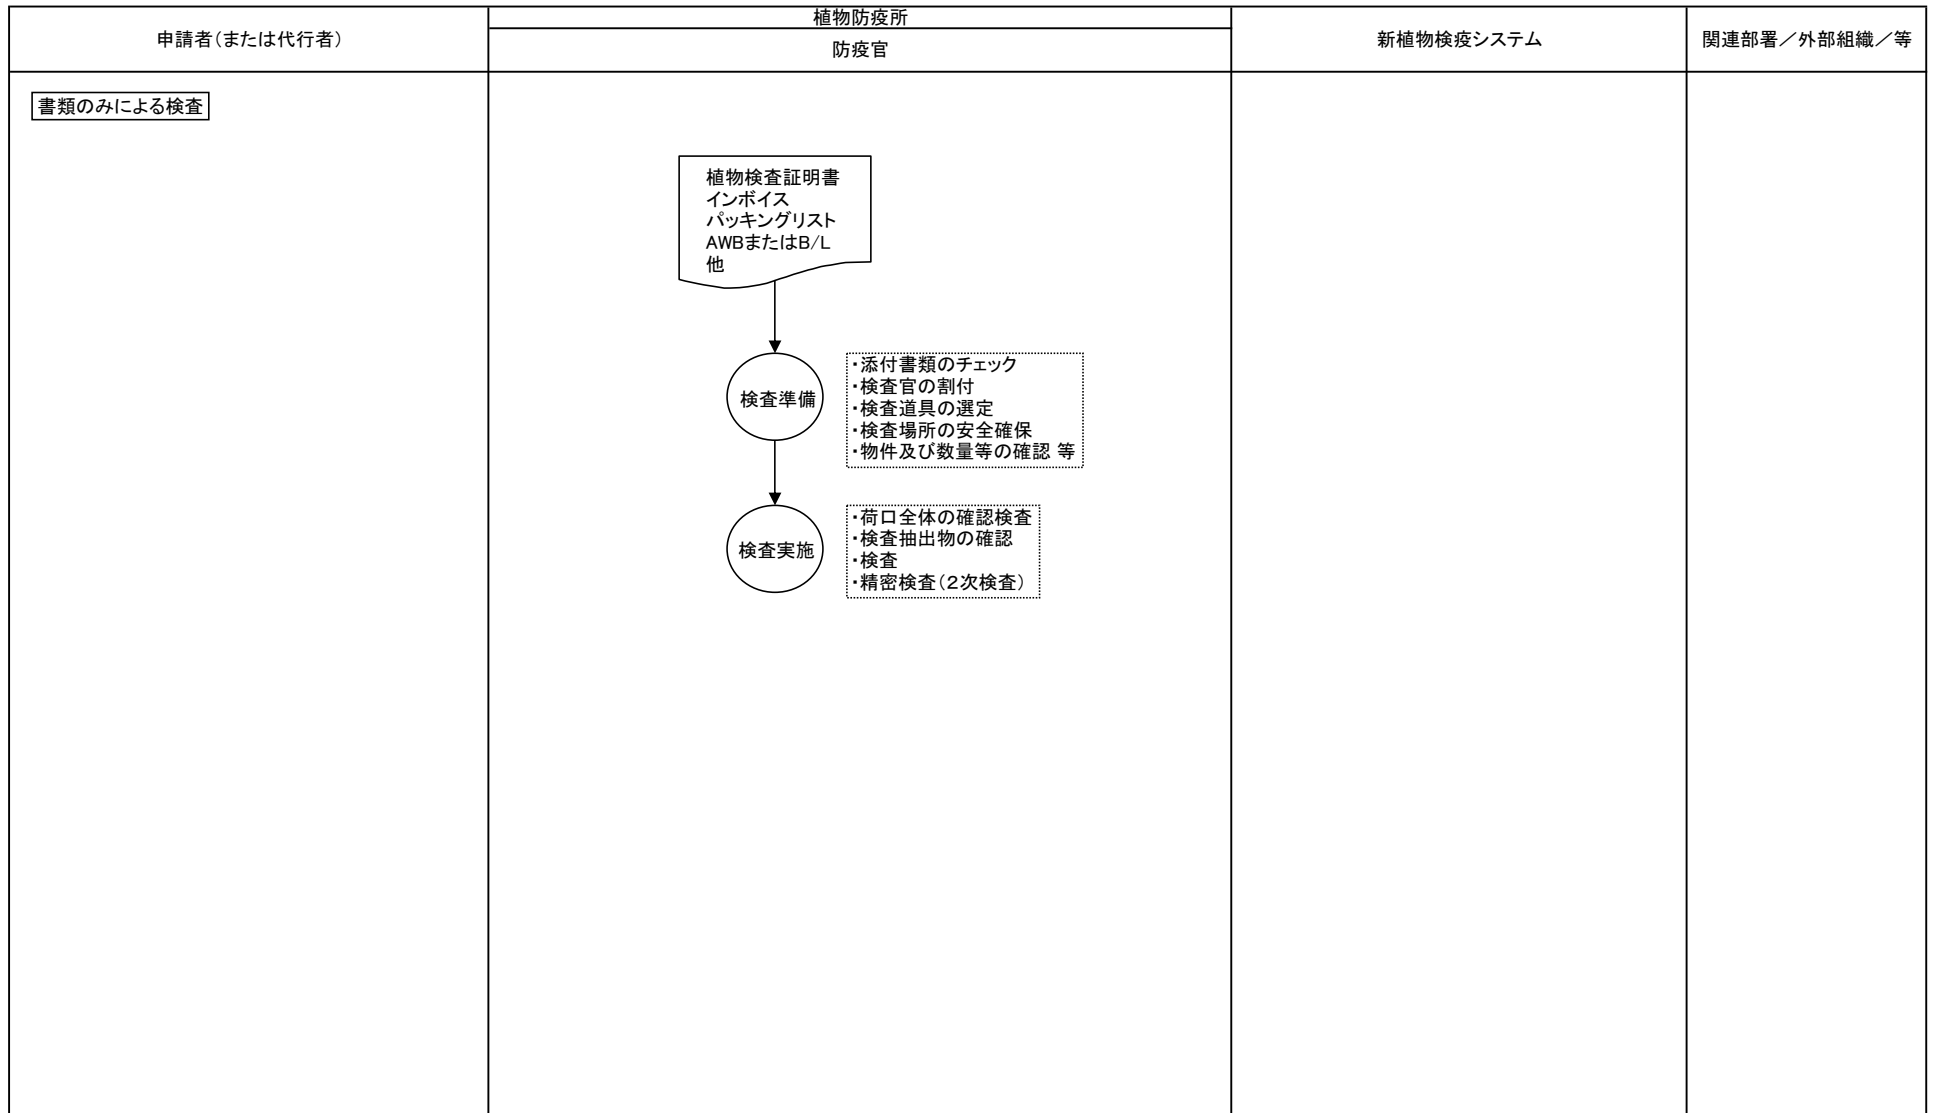 申請者（または代行者）
植物防疫所
防疫官
新植物検疫システム
関連部署／外部組織／等
書類のみによる検査
植物検査証明書
インボイス
パッキングリスト
AWBまたはB/L
他
検査準備
・添付書類のチェック
・検査官の割付
・検査道具の選定
・検査場所の安全確保
・物件及び数量等の確認 等
検査実施
・荷口全体の確認検査
・検査抽出物の確認
・検査
・精密検査（２次検査）